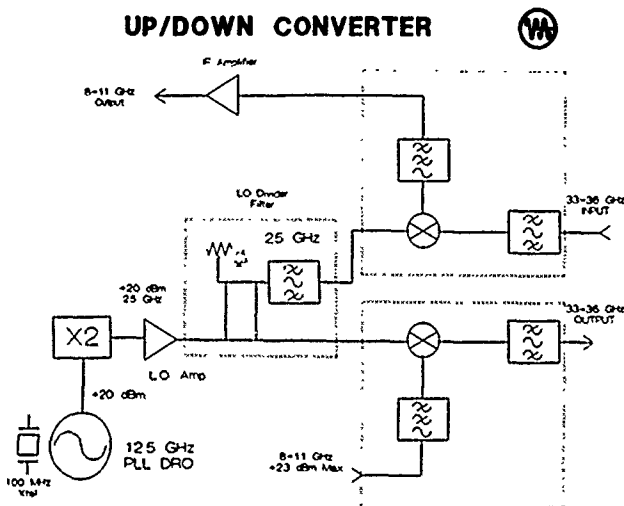 UP/DOWN CONVERTER
IF Amplifier
8-11 GHz
Output
LO Divider
Filter
25 GHz
33-36 GHz
INPUT
+20 dBm
25 GHz
X2
LO Amp
33-36 GHz
OUTPUT
+20 dBm
12.5 GHz
PLL DRO
8-11 GHz
+23 dBm Max
100 MHz
Xtal